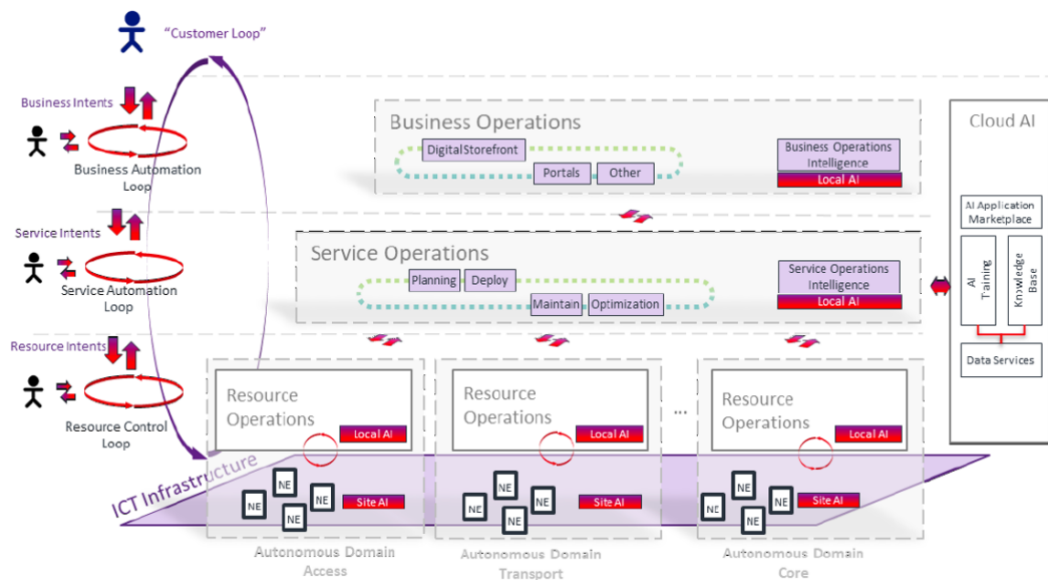 "Customer Loop"
Business Intents
Business Automation
Loop
Service Intents
Service Automation
Loop
Resource Intents
Resource Control
Loop
Business Operations
DigitalStorefront
Portals
Other
Business Operations
Intelligence
Local AI
Service Operations
Planning
Deploy
Maintain
Optimization
Service Operations
Intelligence
Local AI
Cloud AI
AI Application
Marketplace
AI
Training
Knowledge
Base
Data Services
Resource
Operations
Local AI
Resource
Operations
Local AI
...
Resource
Operations
Local AI
ICT Infrastructure
NE
NE
NE
NE
Site AI
NE
NE
NE
NE
Site AI
NE
NE
NE
NE
Site AI
Autonomous Domain
Access
Autonomous Domain
Transport
Autonomous Domain
Core